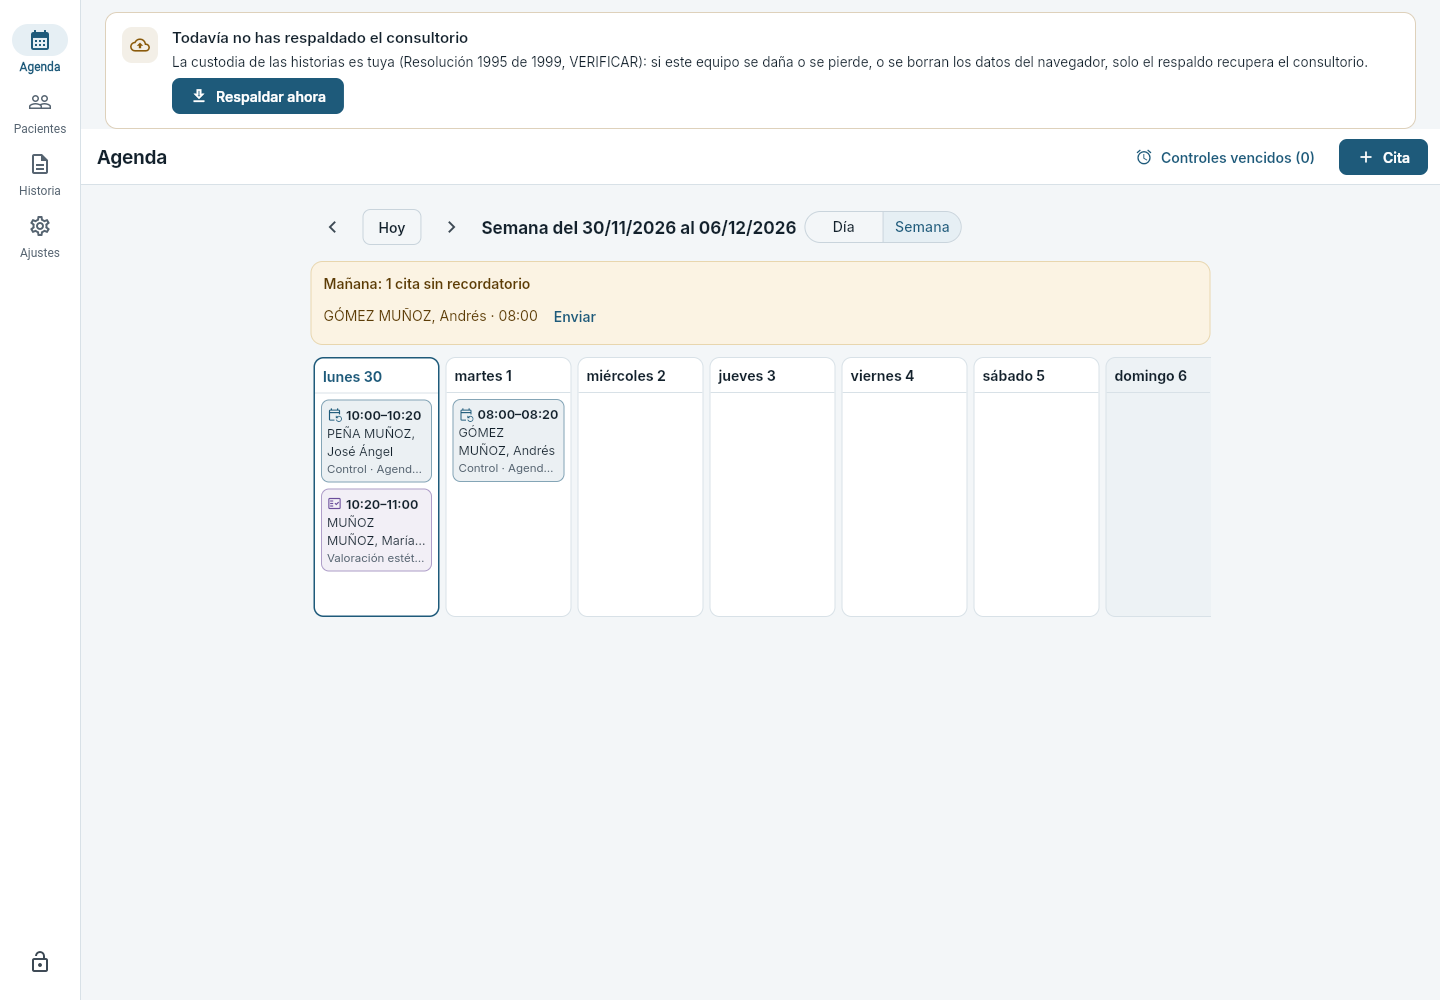 Agenda
Pacientes
Historia
Ajustes
Todavía no has respaldado el consultorio
La custodia de las historias es tuya (Resolución 1995 de 1999, VERIFICAR): si este equipo se daña o se pierde, o se borran los datos del navegador, solo el respaldo recupera el consultorio.
Respaldar ahora
Agenda
Controles vencidos (0)
Cita
Hoy
Semana del 30/11/2026 al 06/12/2026
Día
Semana
Mañana: 1 cita sin recordatorio
GÓMEZ MUÑOZ, Andrés · 08:00
Enviar
lunes 30
10:00–10:20
PEÑA MUÑOZ,
José Ángel
Control · Agend...
10:20–11:00
MUÑOZ
MUÑOZ, María...
Valoración estét...
martes 1
08:00–08:20
GÓMEZ
MUÑOZ, Andrés
Control · Agend...
miércoles 2
jueves 3
viernes 4
sábado 5
domingo 6